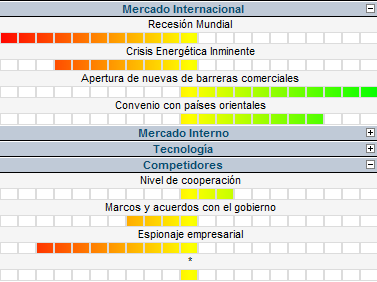 Mercado Internacional
Recesión Mundial
Crisis Energética Inminente
Apertura de nuevas de barreras comerciales
Convenio con países orientales
Mercado Interno
Tecnología
Competidores
Nivel de cooperación
Marcos y acuerdos con el gobierno
Espionaje empresarial
*